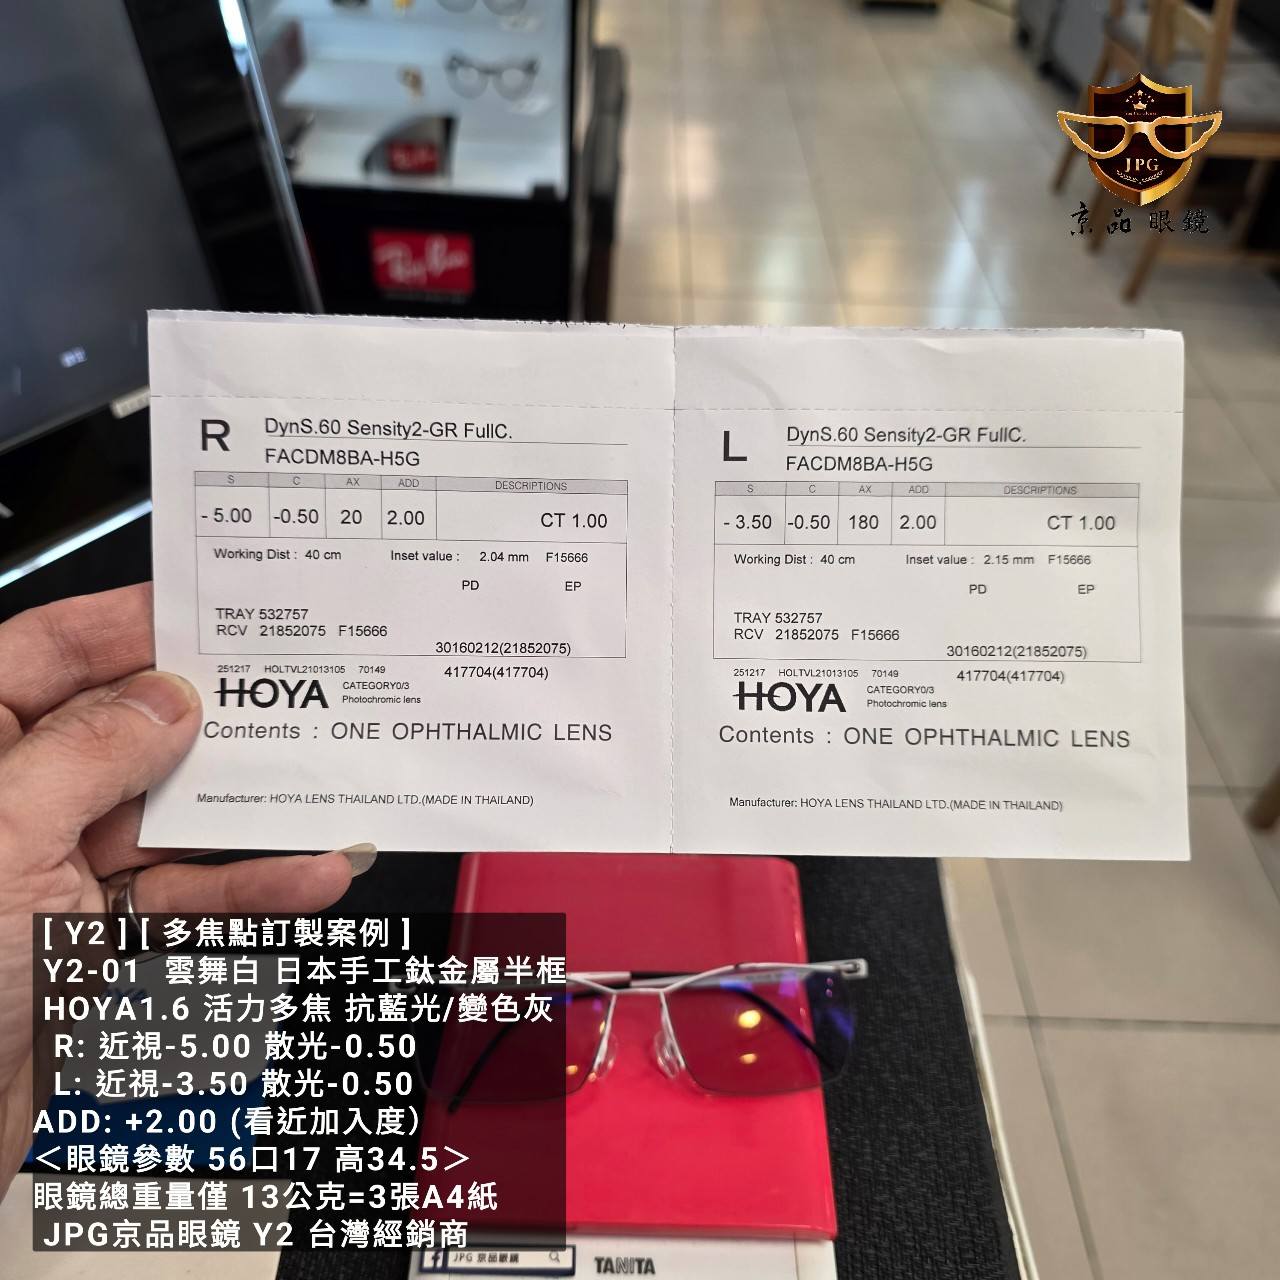 JPG
京品眼鏡
Ray-Ban
Ray-Ban
R
DynS.60 Sensity2-GR FullC.
FACDM8BA-H5G
S C AX ADD DESCRIPTIONS
- 5.00 -0.50 20 2.00 CT 1.00
Working Dist : 40 cm Inset value : 2.04 mm F15666
PD EP
TRAY 532757
RCV 21852075 F15666
30160212(21852075)
251217 HOLTVL21013105 70149
417704(417704)
HOYA
CATEGORY0/3
Photochromic lens
Contents : ONE OPHTHALMIC LENS
Manufacturer: HOYA LENS THAILAND LTD.(MADE IN THAILAND)
L
DynS.60 Sensity2-GR FullC.
FACDM8BA-H5G
S C AX ADD DESCRIPTIONS
- 3.50 -0.50 180 2.00 CT 1.00
Working Dist : 40 cm Inset value : 2.15 mm F15666
PD EP
TRAY 532757
RCV 21852075 F15666
30160212(21852075)
251217 HOLTVL21013105 70149
417704(417704)
HOYA
CATEGORY0/3
Photochromic lens
Contents : ONE OPHTHALMIC LENS
Manufacturer: HOYA LENS THAILAND LTD.(MADE IN THAILAND)
[ Y2 ] [ 多焦點訂製案例 ]
Y2-01 雲舞白 日本手工鈦金屬半框
HOYA1.6 活力多焦 抗藍光/變色灰
R: 近視-5.00 散光-0.50
L: 近視-3.50 散光-0.50
ADD: +2.00 (看近加入度）
＜眼鏡參數 56口17 高34.5＞
眼鏡總重量僅 13公克=3張A4紙
JPG京品眼鏡 Y2 台灣經銷商
f JPG 京品眼鏡
TANITA